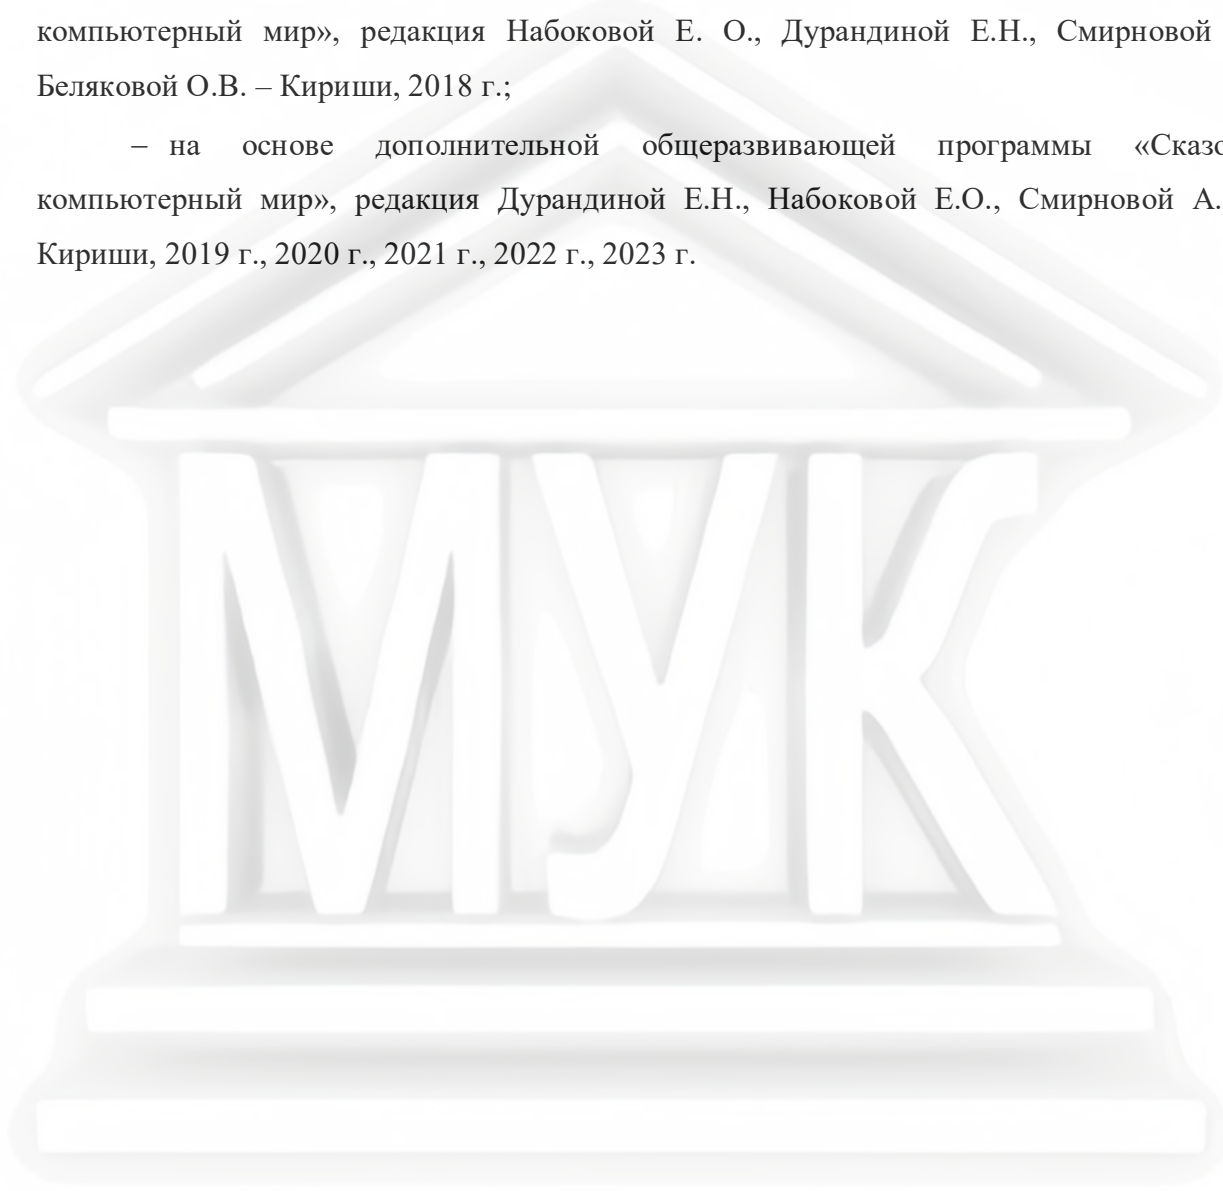 компьютерный мир», редакция Набоковой Е. О., Дурандиной Е.Н., Смирновой
Беляковой О.В. – Кириши, 2018 г.;
– на основе дополнительной общеразвивающей программы
компьютерный мир», редакция Дурандиной Е.Н., Набоковой Е.О., Смирновой А.
Кириши, 2019 г., 2020 г., 2021 г., 2022 г., 2023 г.
МУК